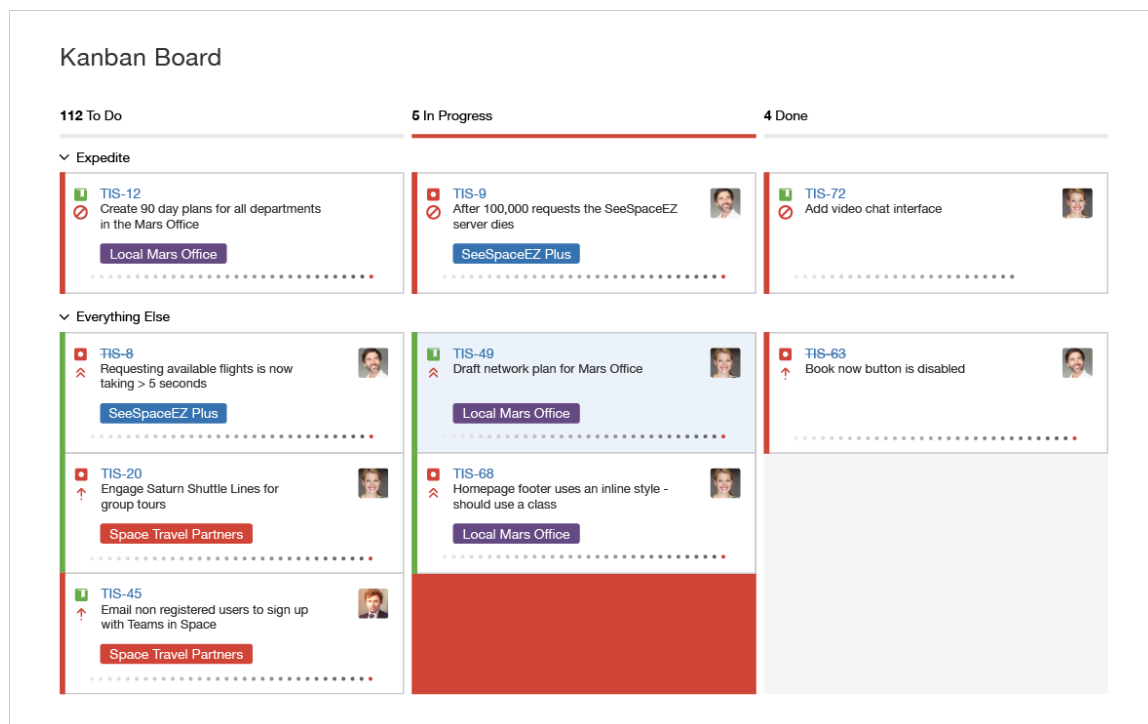 Kanban Board
112 To Do
5 In Progress
4 Done
Expedite
TIS-12
Create 90 day plans for all departments
in the Mars Office
Local Mars Office
TIS-9
After 100,000 requests the SeeSpaceEZ
server dies
SeeSpaceEZ Plus
TIS-72
Add video chat interface
Everything Else
TIS-8
Requesting available flights is now
taking > 5 seconds
SeeSpaceEZ Plus
TIS-49
Draft network plan for Mars Office
Local Mars Office
TIS-63
Book now button is disabled
TIS-20
Engage Saturn Shuttle Lines for
group tours
Space Travel Partners
TIS-68
Homepage footer uses an inline style -
should use a class
Local Mars Office
TIS-45
Email non registered users to sign up
with Teams in Space
Space Travel Partners